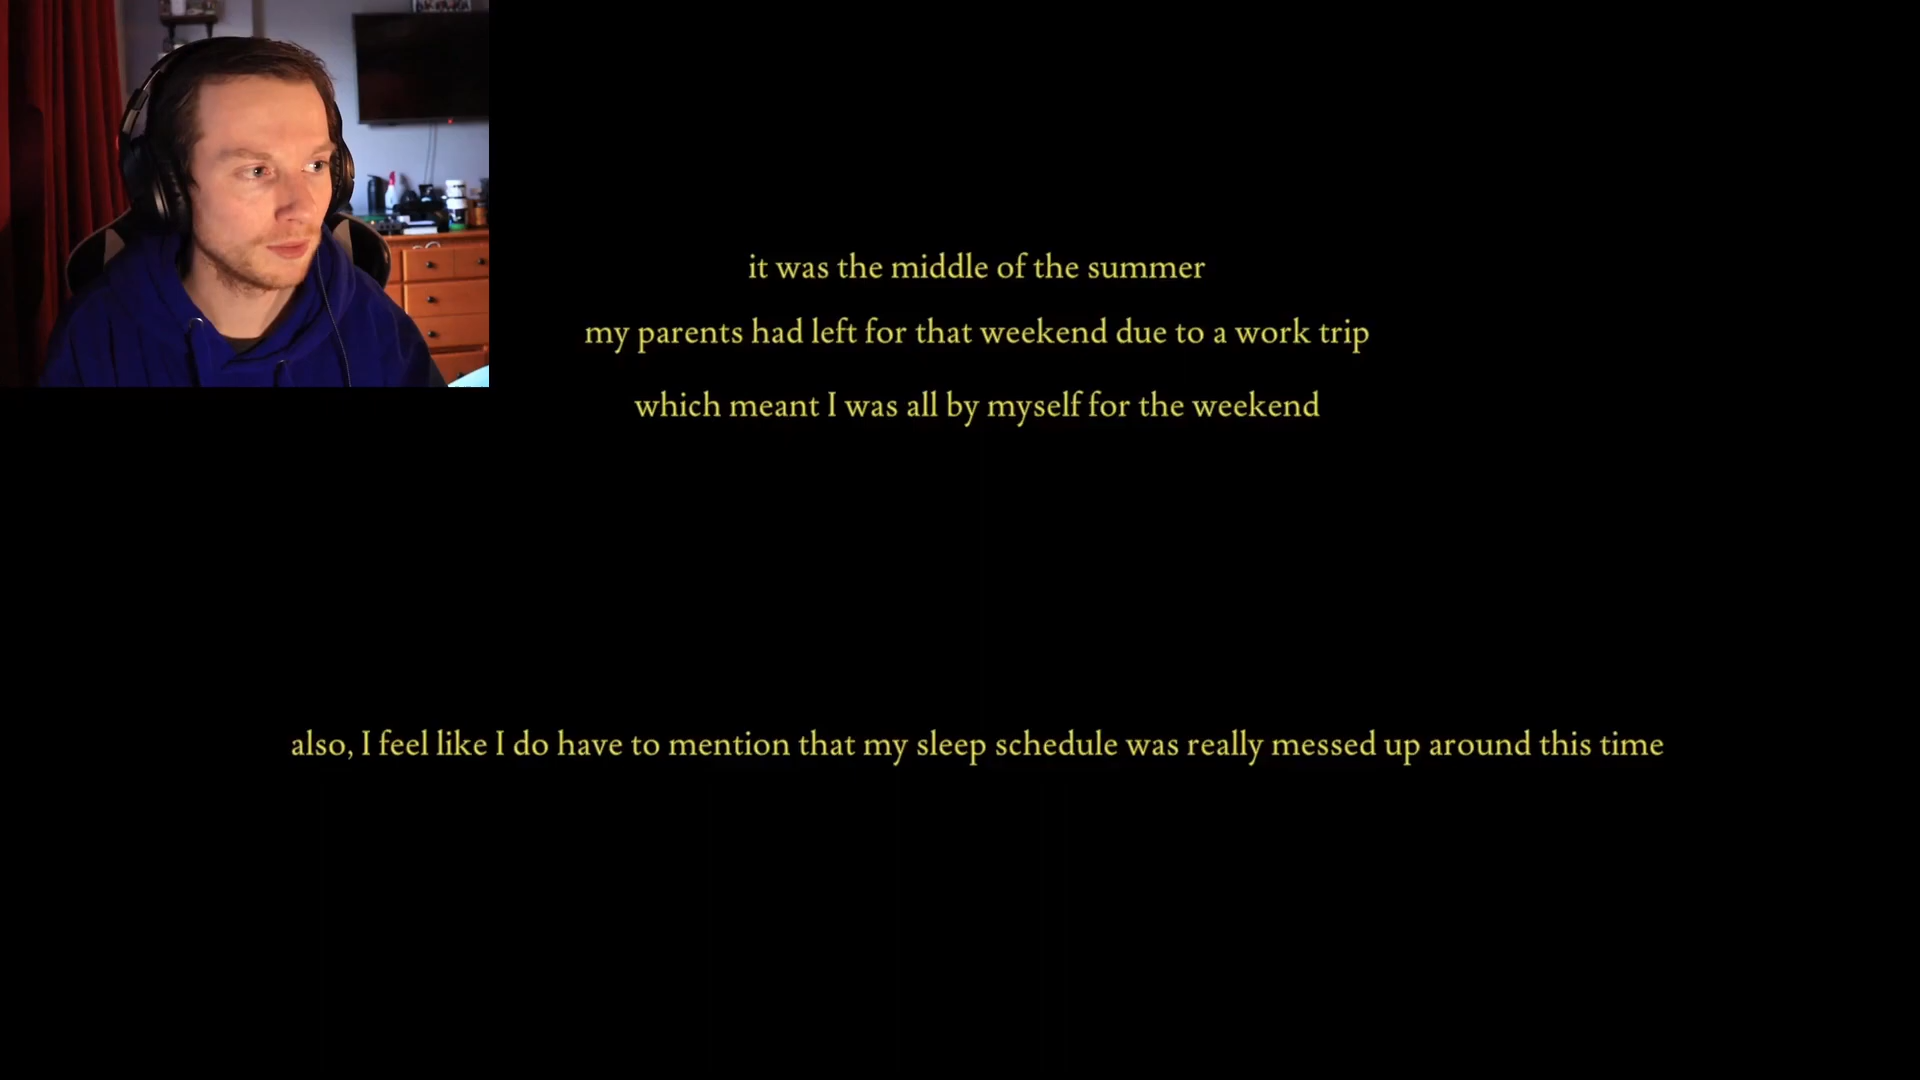 it was the middle of the summer
my parents had left for that weekend due to a work trip
which meant I was all by myself for the weekend
also, I feel like I do have to mention that my sleep schedule was really messed up around this time